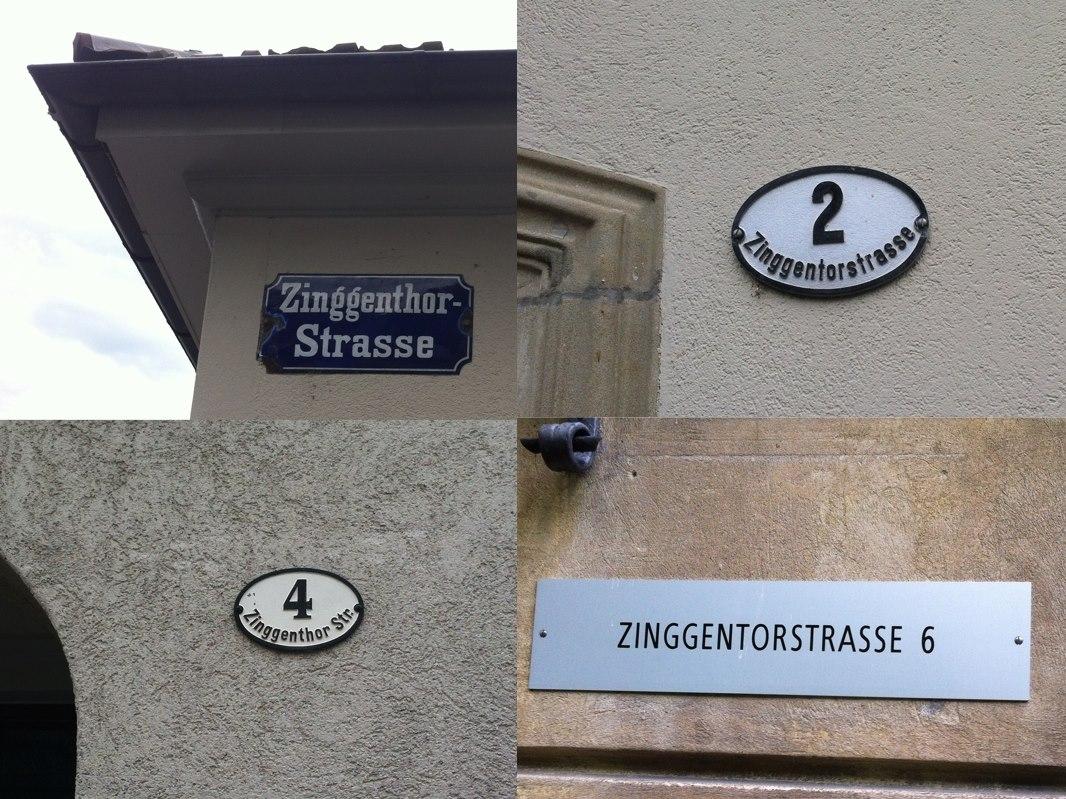 Zinggenthor-
Strasse
2
Zinggentorstrasse
4
Zinggenthor Str.
ZINGGENTORSTRASSE 6